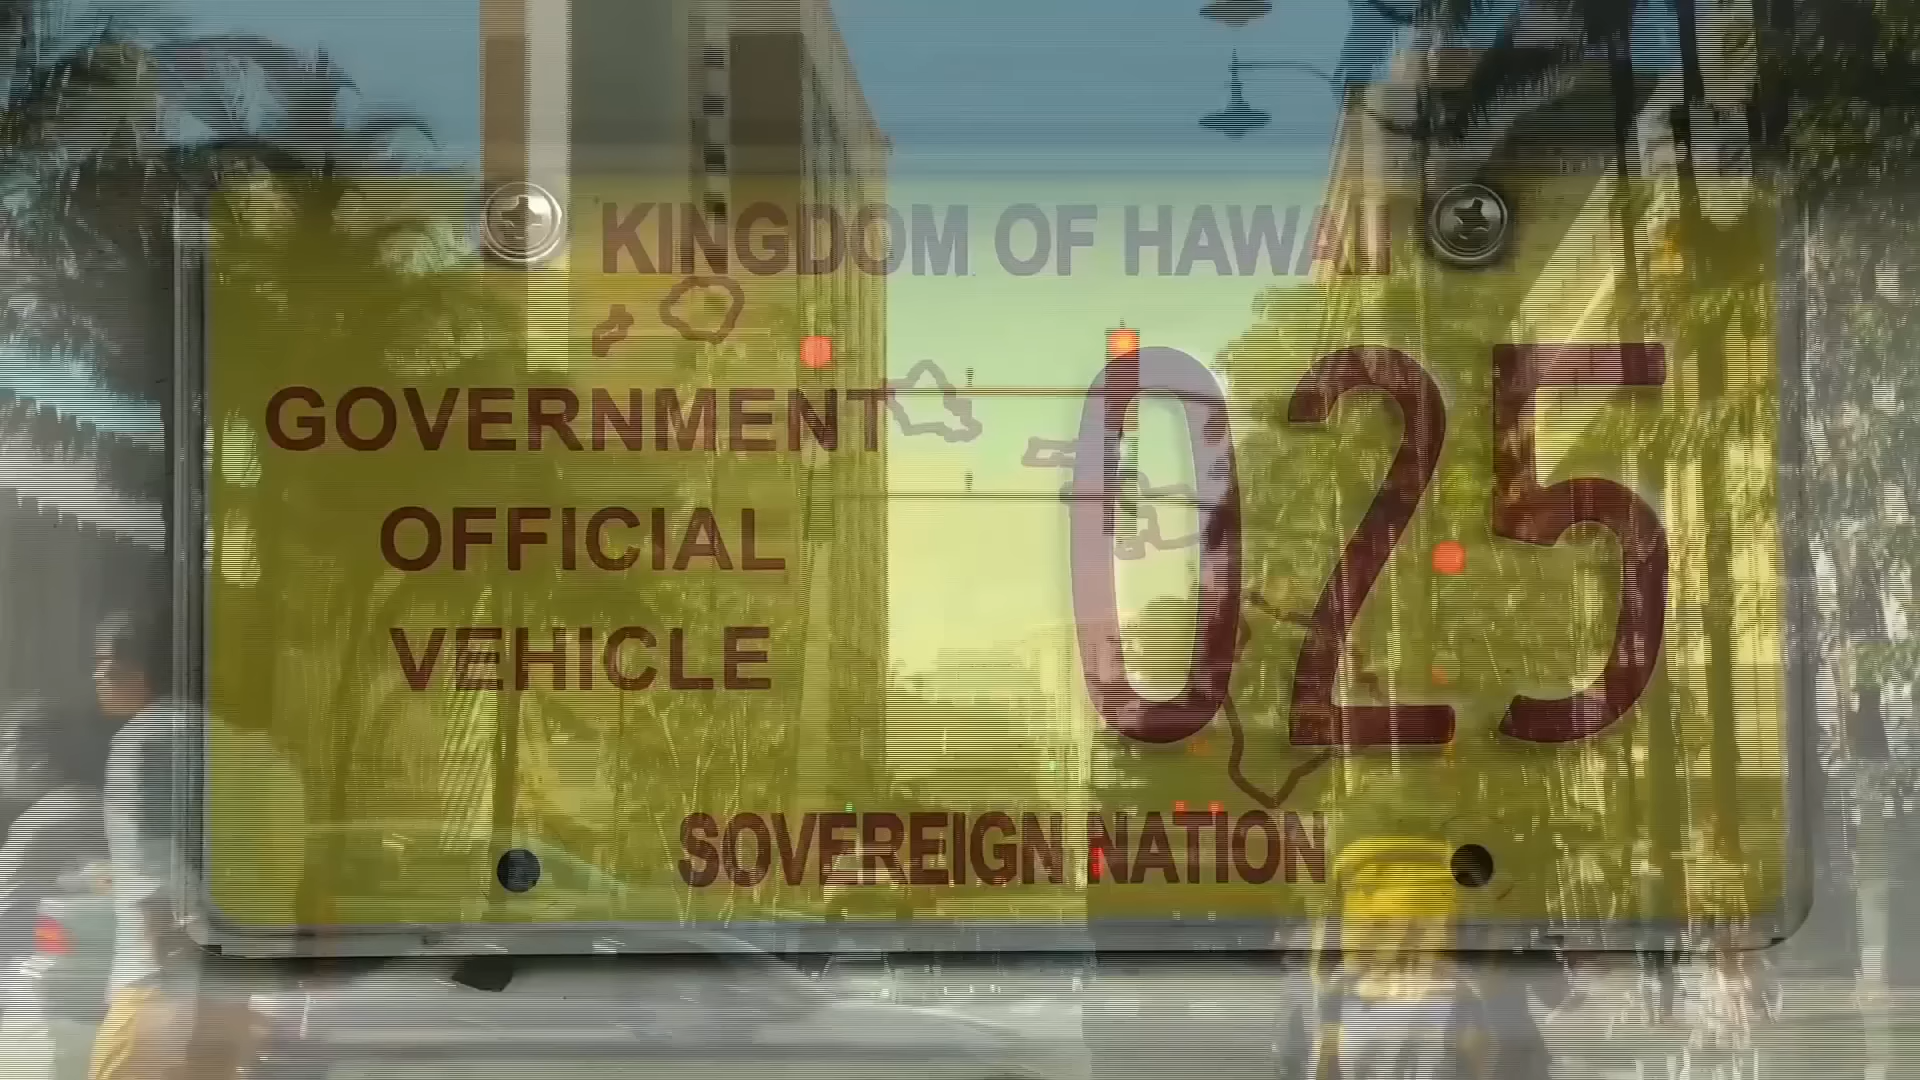 KINGDOM OF HAWAII
GOVERNMENT
OFFICIAL
VEHICLE
025
SOVEREIGN NATION